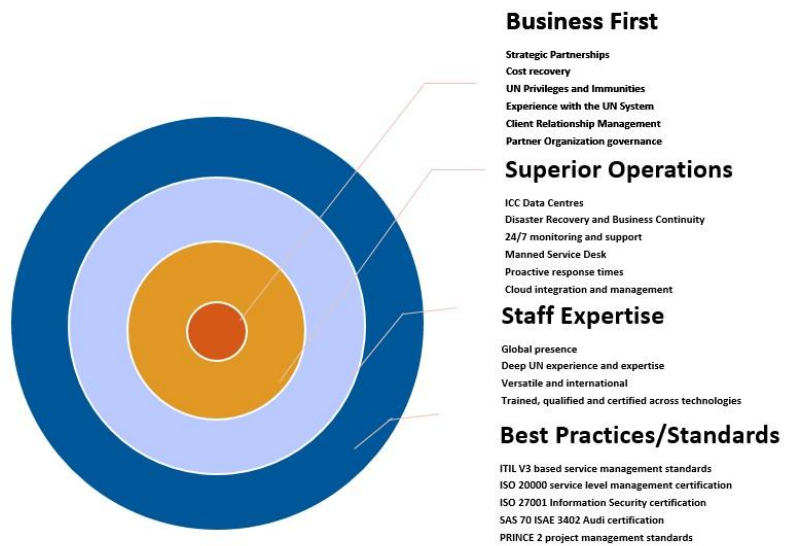 Business First
Strategic Partnerships
Cost recovery
UN Privileges and Immunities
Experience with the UN System
Client Relationship Management
Partner Organization governance
Superior Operations
ICC Data Centres
Disaster Recovery and Business Continuity
24/7 monitoring and support
Manned Service Desk
Proactive response times
Cloud integration and management
Staff Expertise
Global presence
Deep UN experience and expertise
Versatile and international
Trained, qualified and certified across technologies
Best Practices/Standards
ITIL V3 based service management standards
ISO 20000 service level management certification
ISO 27001 Information Security certification
SAS 70 ISAE 3402 Audi certification
PRINCE 2 project management standards